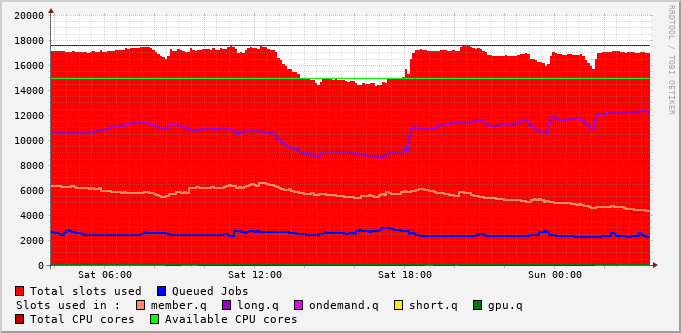 20000
18000
16000
14000
12000
10000
8000
6000
4000
2000
0
Sat 06:00 Sat 12:00 Sat 18:00 Sun 00:00
RRDTOOL / TOBI OETIKER
Total slots used Queued Jobs
Slots used in : member.q long.q ondemand.q short.q gpu.q
Total CPU cores Available CPU cores